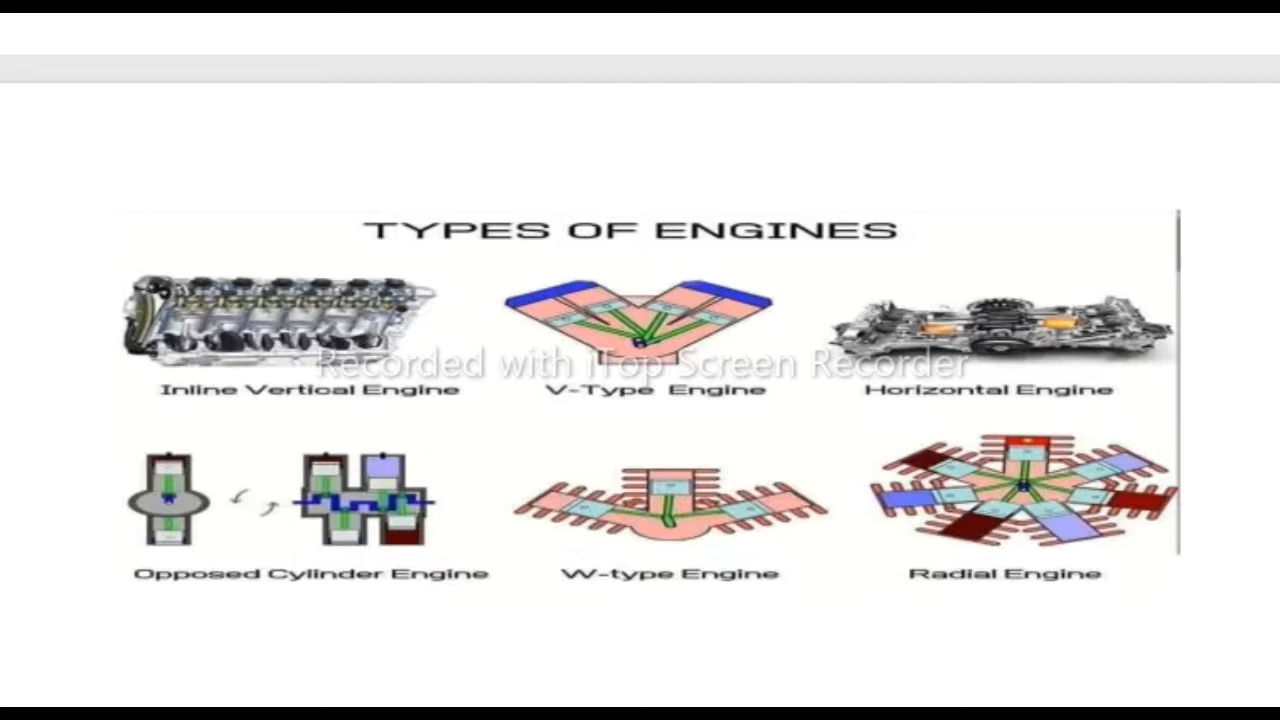 TYPES OF ENGINES
Recorded with iTop Screen Recorder
Inline Vertical Engine
V-Type Engine
Horizontal Engine
Opposed Cylinder Engine
W-type Engine
Radial Engine